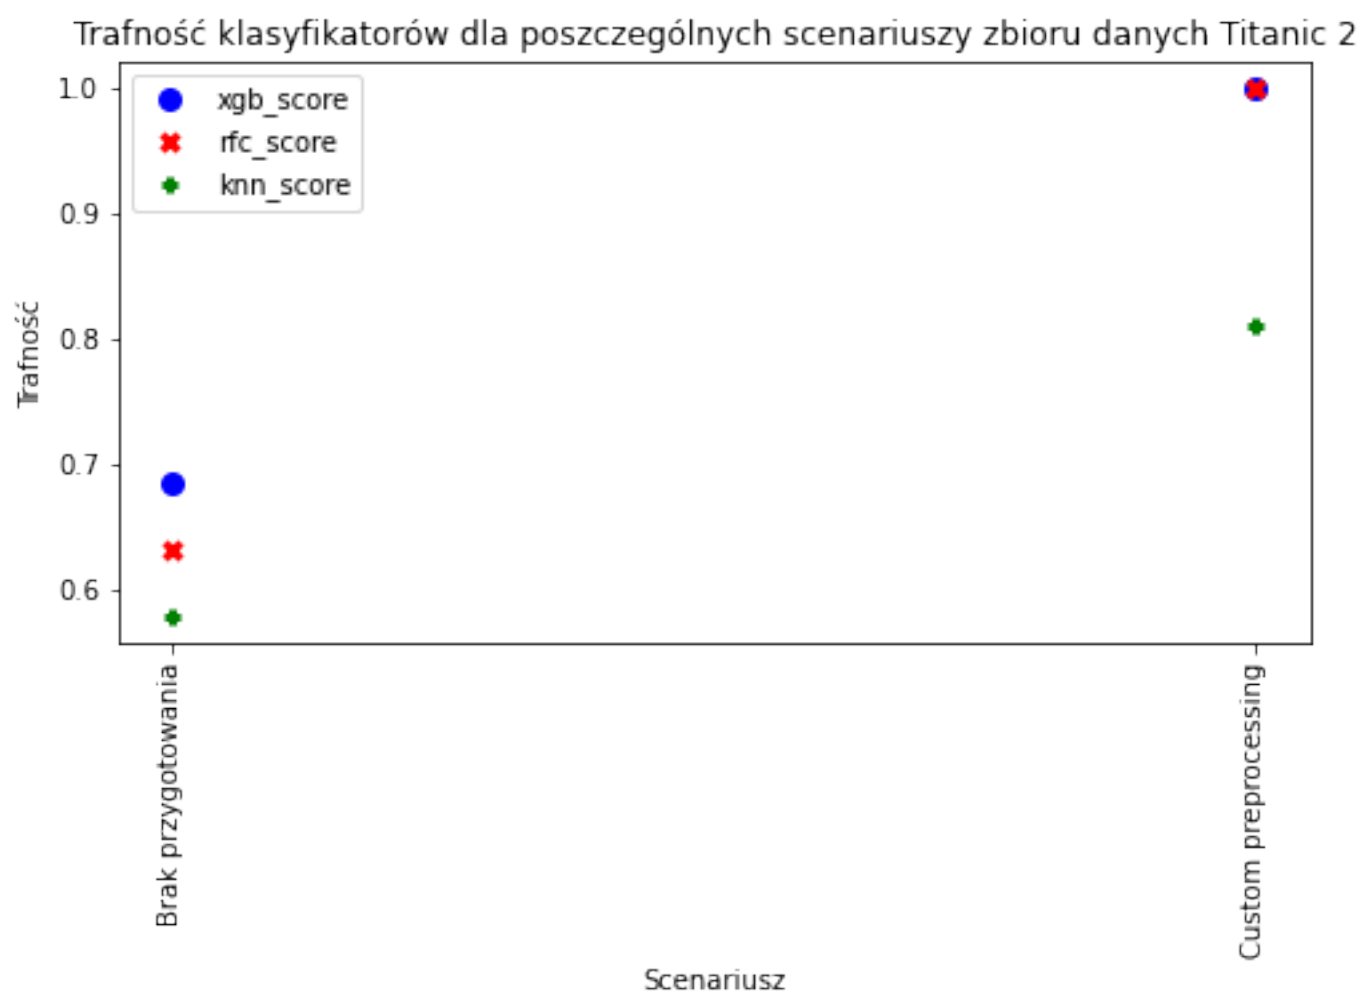 Trafność klasyfikatorów dla poszczególnych scenariuszy zbioru danych Titanic 2
xgb_score
rfc_score
knn_score
1.0
0.9
0.8
0.7
0.6
Trafność
Brak przygotowania
Custom preprocessing
Scenariusz